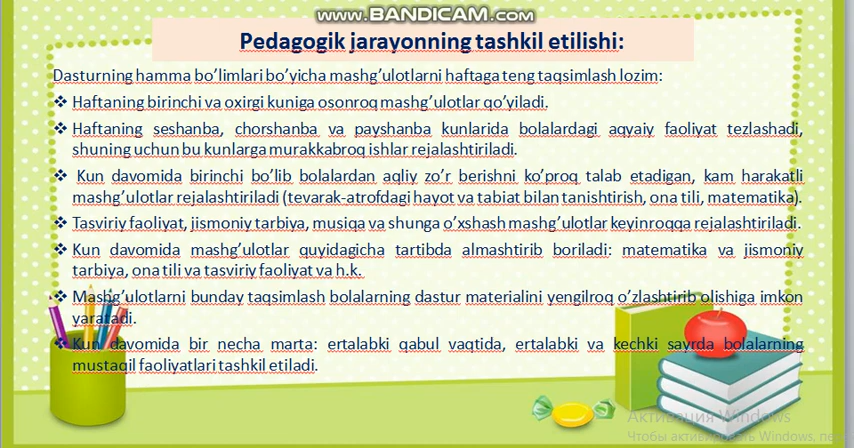 www.BANDICAM.com
Pedagogik jarayonning tashkil etilishi:
Dasturning hamma bo’limlari bo’yicha mashg’ulotlarni haftaga teng taqsimlash lozim:
❖ Haftaning birinchi va oxirgi kuniga osonroq mashg’ulotlar qo’yiladi.
❖ Haftaning seshanba, chorshanba va payshanba kunlarida bolalardagi aqyaiy faoliyat tezlashadi,
shuning uchun bu kunlarga murakkabroq ishlar rejalashtiriladi.
❖ Kun davomida birinchi bo’lib bolalardan aqliy zo’r berishni ko’proq talab etadigan, kam harakatli
mashg’ulotlar rejalashtiriladi (tevarak-atrofdagi hayot va tabiat bilan tanishtirish, ona tili, matematika).
❖ Tasviriy faoliyat, jismoniy tarbiya, musiqa va shunga o’xshash mashg’ulotlar keyinroqqa rejalashtiriladi.
❖ Kun davomida mashg’ulotlar quyidagicha tartibda almashtirib boriladi: matematika va jismoniy
tarbiya, ona tili va tasviriy faoliyat va h.k.
❖ Mashg’ulotlarni bunday taqsimlash bolalarning dastur materialini yengilroq o’zlashtirib olishiga imkon
yaratadi.
❖ Kun davomida bir necha marta: ertalabki qabul vaqtida, ertalabki va kechki sayrda bolalarning
mustaqil faoliyatlari tashkil etiladi.
Активация Windows
Чтобы активировать Windows,